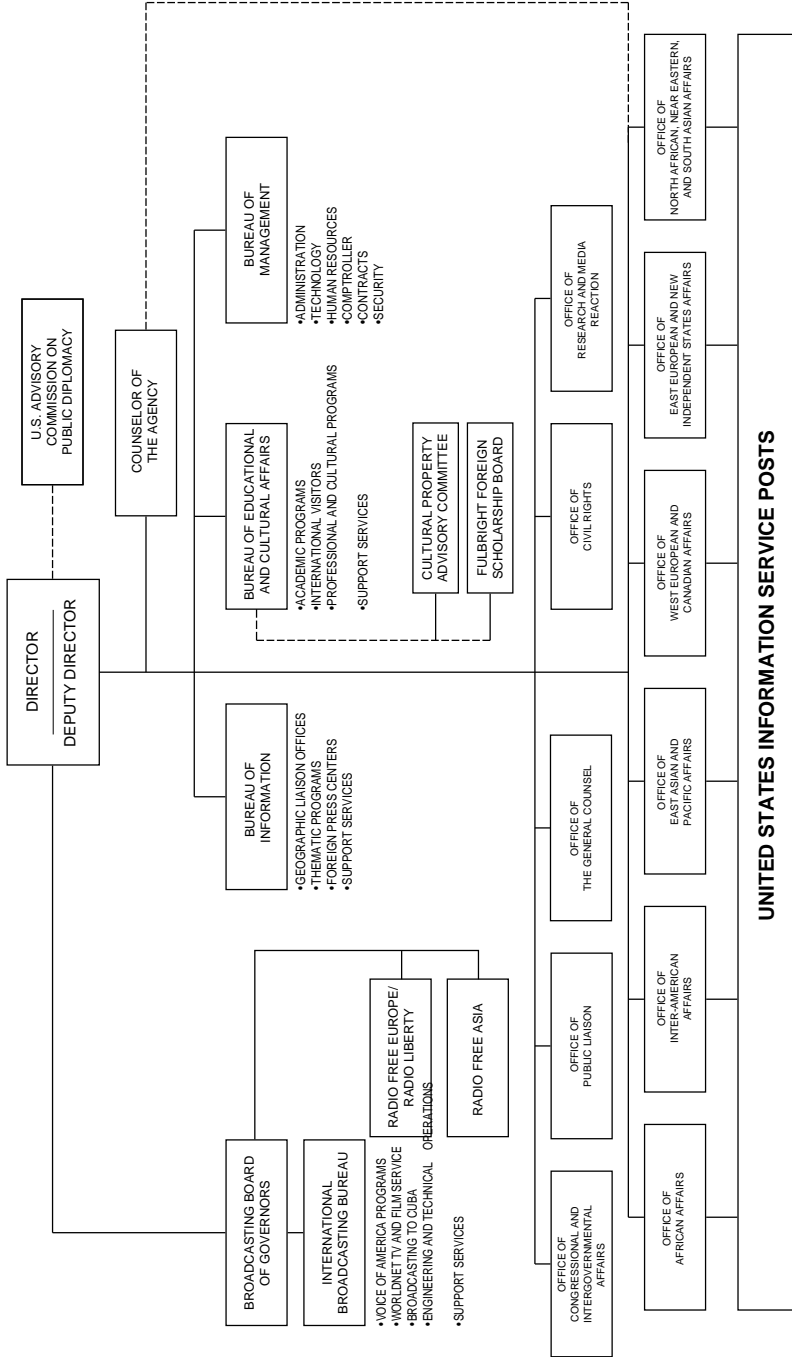 DIRECTOR
DEPUTY DIRECTOR
U.S. ADVISORY
COMMISSION ON
PUBLIC DIPLOMACY
COUNSELOR OF
THE AGENCY
BROADCASTING BOARD
OF GOVERNORS
INTERNATIONAL
BROADCASTING BUREAU
•VOICE OF AMERICA PROGRAMS
•WORLDNET TV AND FILM SERVICE
•BROADCASTING TO CUBA
•ENGINEERING AND TECHNICAL OPERATIONS
•SUPPORT SERVICES
RADIO FREE EUROPE/
RADIO LIBERTY
RADIO FREE ASIA
BUREAU OF
INFORMATION
•GEOGRAPHIC LIAISON OFFICES
•THEMATIC PROGRAMS
•FOREIGN PRESS CENTERS
•SUPPORT SERVICES
BUREAU OF EDUCATIONAL
AND CULTURAL AFFAIRS
•ACADEMIC PROGRAMS
•INTERNATIONAL VISITORS
•PROFESSIONAL AND CULTURAL PROGRAMS
•SUPPORT SERVICES
CULTURAL PROPERTY
ADVISORY COMMITTEE
FULBRIGHT FOREIGN
SCHOLARSHIP BOARD
BUREAU OF
MANAGEMENT
•ADMINISTRATION
•TECHNOLOGY
•HUMAN RESOURCES
•COMPTROLLER
•CONTRACTS
•SECURITY
OFFICE OF
CONGRESSIONAL AND
INTERGOVERNMENTAL
AFFAIRS
OFFICE OF
PUBLIC LIAISON
OFFICE OF
THE GENERAL COUNSEL
OFFICE OF
CIVIL RIGHTS
OFFICE OF
RESEARCH AND MEDIA
REACTION
OFFICE OF
AFRICAN AFFAIRS
OFFICE OF
INTER-AMERICAN
AFFAIRS
OFFICE OF
EAST ASIAN AND
PACIFIC AFFAIRS
OFFICE OF
WEST EUROPEAN AND
CANADIAN AFFAIRS
OFFICE OF
EAST EUROPEAN AND NEW
INDEPENDENT STATES AFFAIRS
OFFICE OF
NORTH AFRICAN, NEAR EASTERN,
AND SOUTH ASIAN AFFAIRS
UNITED STATES INFORMATION SERVICE POSTS